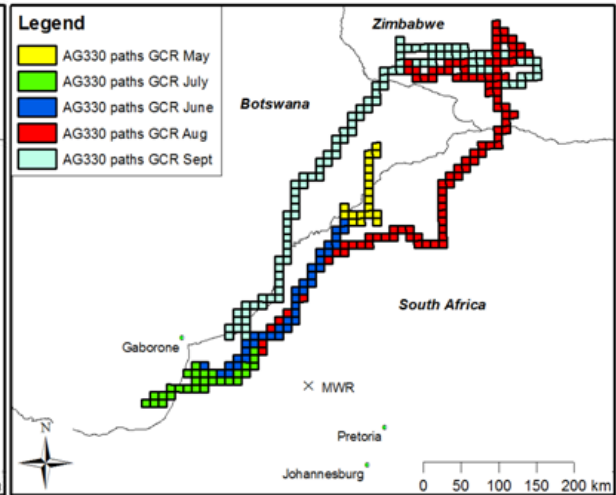 Legend
AG330 paths GCR May
AG330 paths GCR July
AG330 paths GCR June
AG330 paths GCR Aug
AG330 paths GCR Sept
Zimbabwe
Botswana
South Africa
Gaborone
MWR
Pretoria
Johannesburg
N
0 50 100 150 200 km